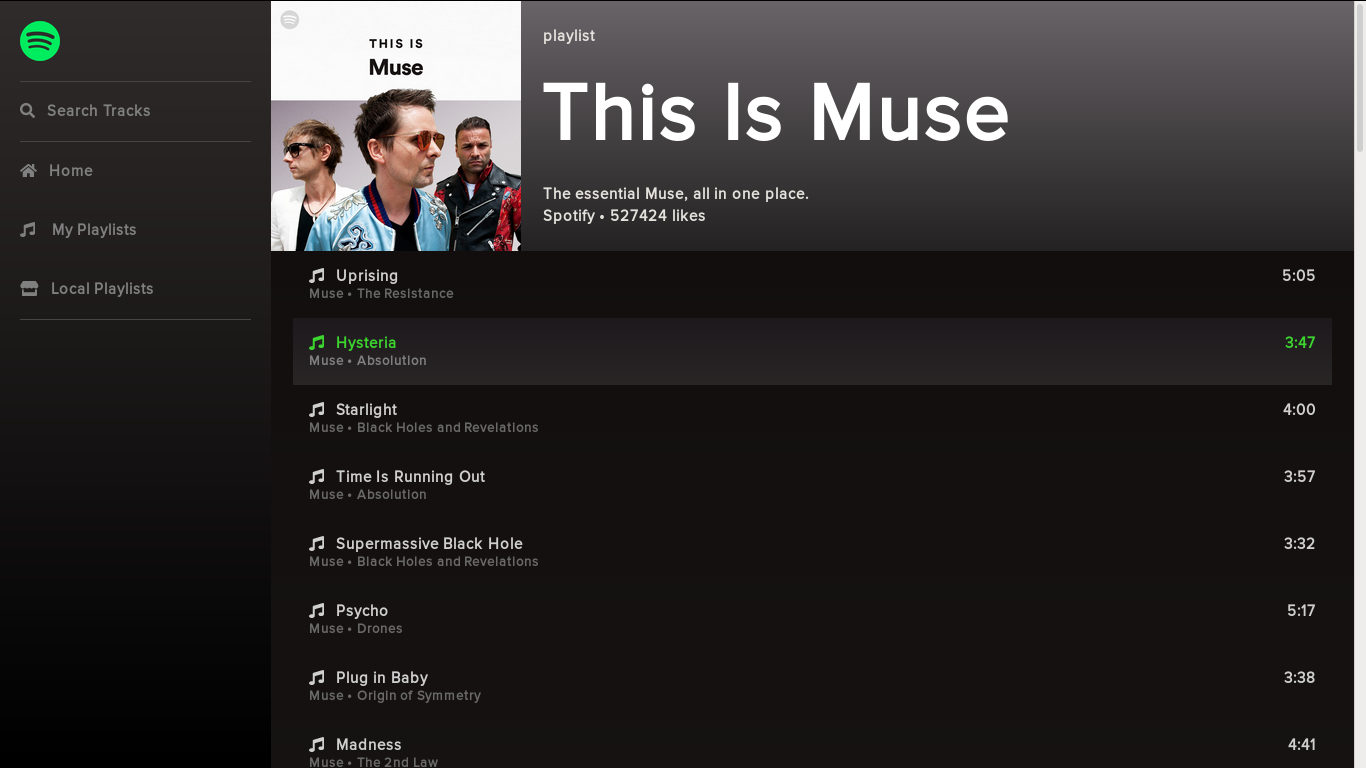 Search Tracks
Home
My Playlists
Local Playlists
THIS IS
Muse
playlist
This Is Muse
The essential Muse, all in one place.
Spotify • 527424 likes
Uprising 5:05
Muse • The Resistance
Hysteria 3:47
Muse • Absolution
Starlight 4:00
Muse • Black Holes and Revelations
Time Is Running Out 3:57
Muse • Absolution
Supermassive Black Hole 3:32
Muse • Black Holes and Revelations
Psycho 5:17
Muse • Drones
Plug in Baby 3:38
Muse • Origin of Symmetry
Madness 4:41
Muse • The 2nd Law